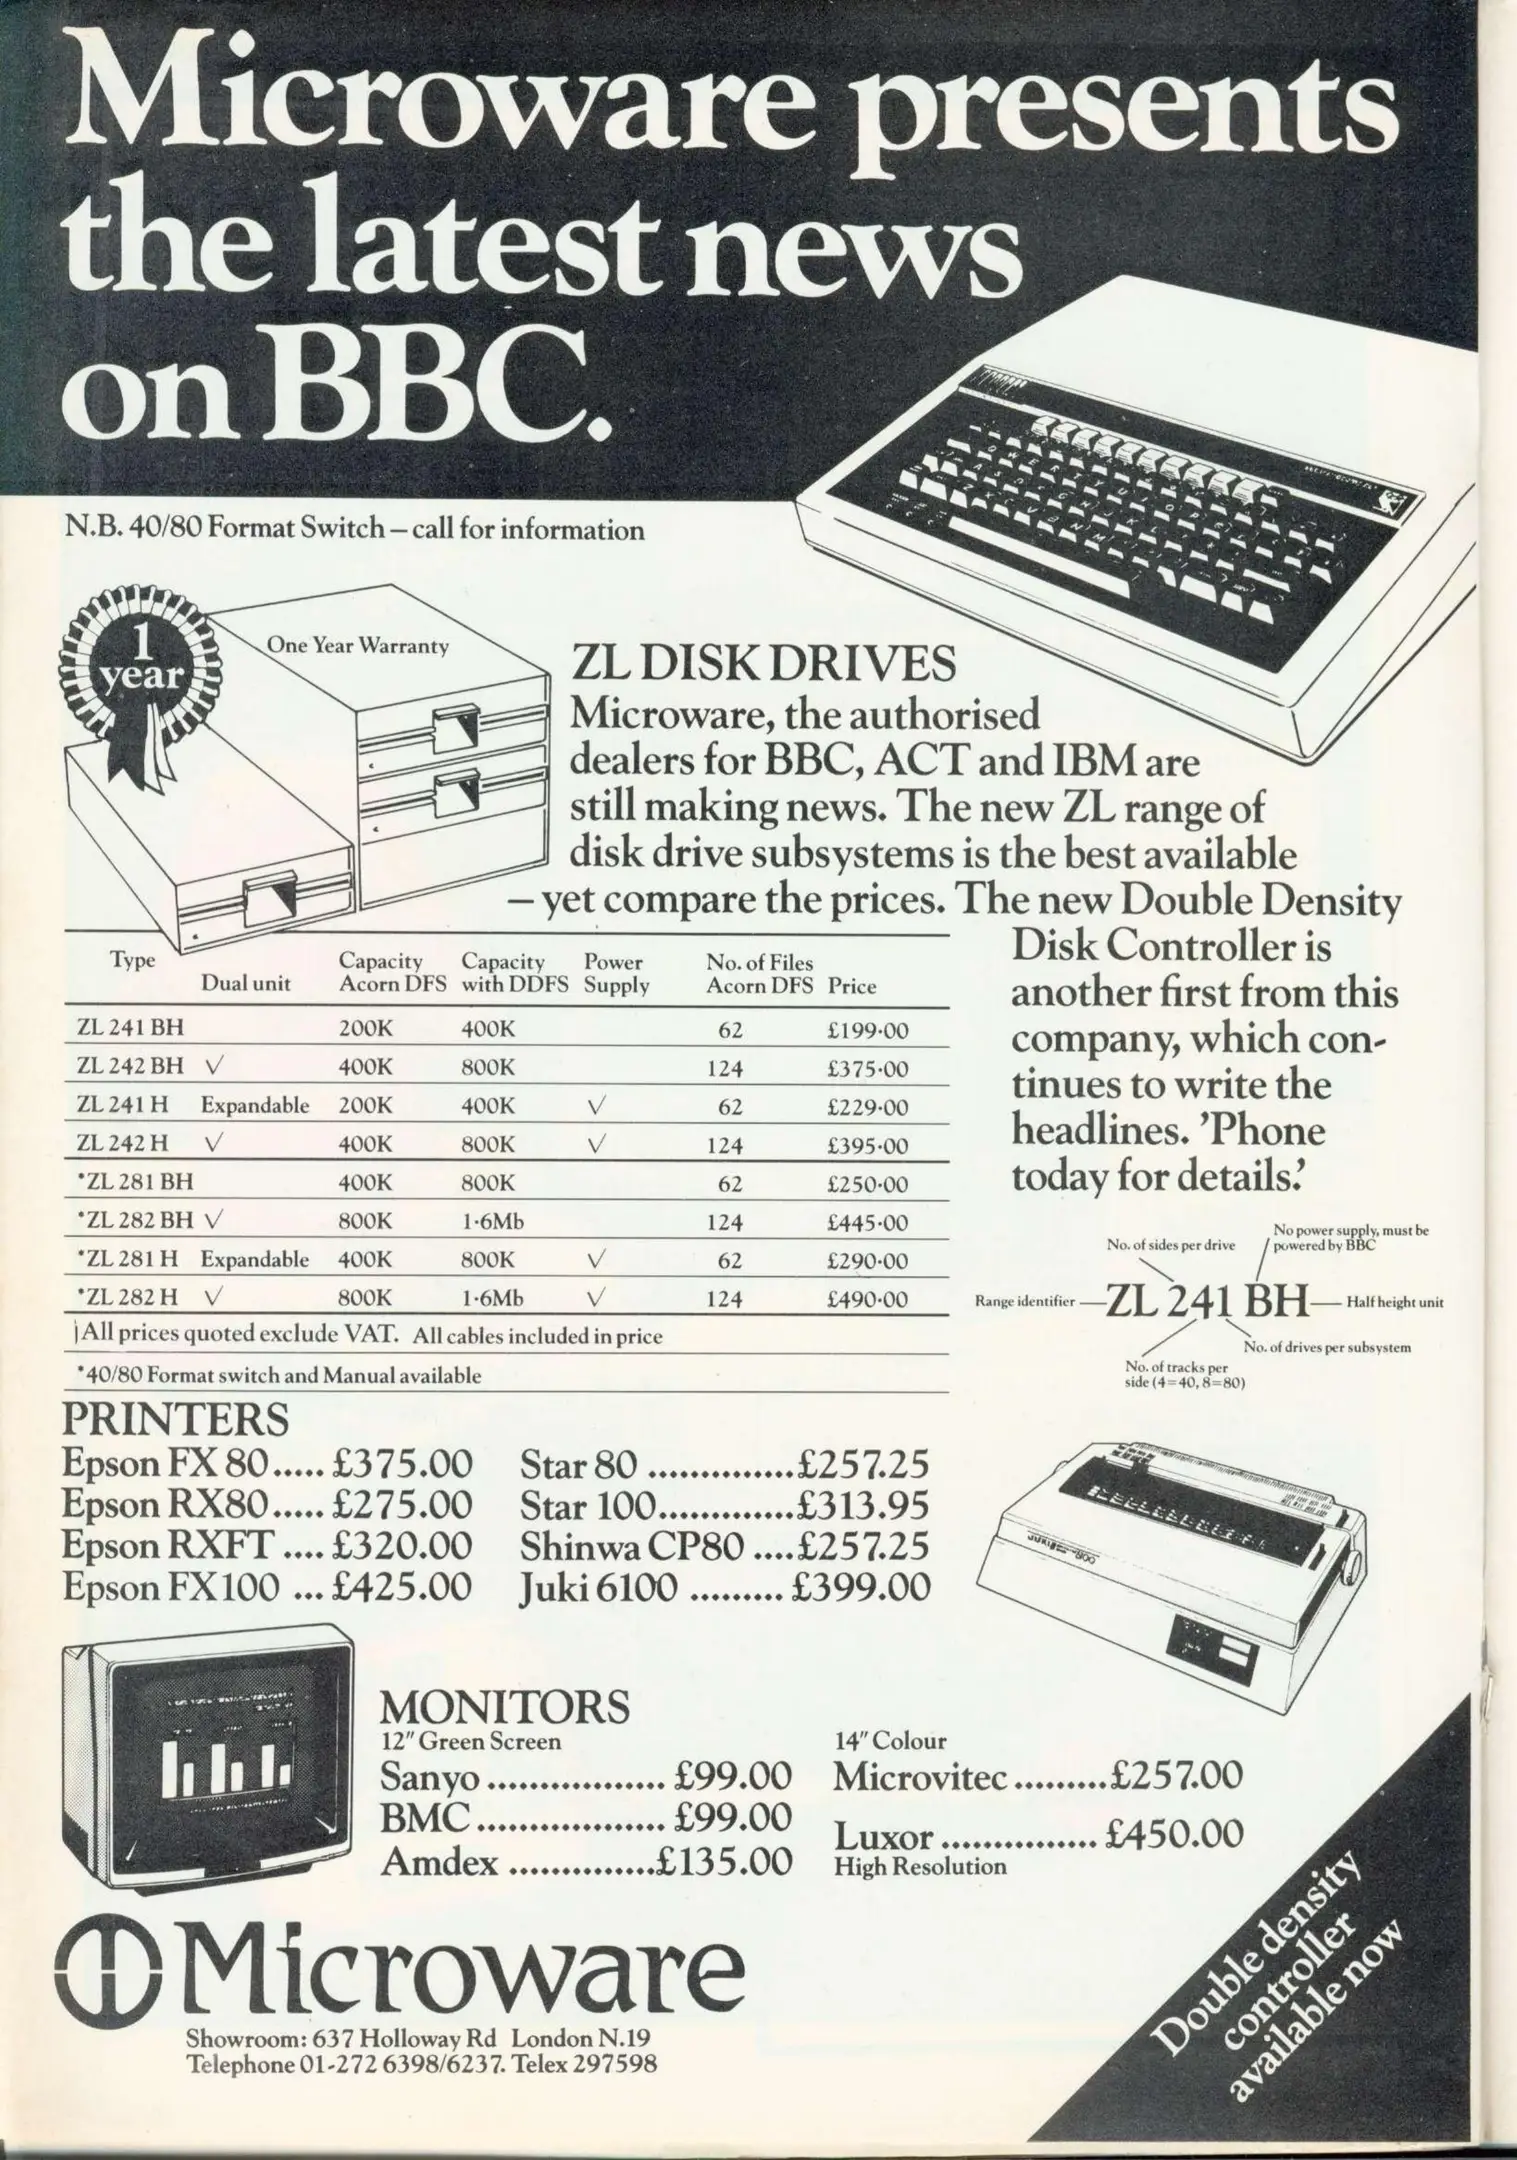 Microware presents
the latest news
on BBC.
N.B. 40/80 Format Switch – call for information
1
year
One Year Warranty
ZL DISK DRIVES
Microware, the authorised
dealers for BBC, ACT and IBM are
still making news. The new ZL range of
disk drive subsystems is the best available
– yet compare the prices. The new Double Density
Disk Controller is
another first from this
company, which con-
tinues to write the
headlines. 'Phone
today for details.'
Type Dual unit Capacity Acorn DFS Capacity with DDFS Power Supply No. of Files Acorn DFS Price
ZL 241 BH 200K 400K 62 £199·00
ZL 242 BH √ 400K 800K 124 £375·00
ZL 241 H Expandable 200K 400K √ 62 £229·00
ZL 242 H √ 400K 800K √ 124 £395·00
*ZL 281 BH 400K 800K 62 £250·00
*ZL 282 BH √ 800K 1·6Mb 124 £445·00
*ZL 281 H Expandable 400K 800K √ 62 £290·00
*ZL 282 H √ 800K 1·6Mb √ 124 £490·00
All prices quoted exclude VAT. All cables included in price
*40/80 Format switch and Manual available
No. of sides per drive
No power supply, must be
powered by BBC
Range identifier — ZL 241 BH — Half height unit
No. of drives per subsystem
No. of tracks per
side (4=40, 8=80)
PRINTERS
Epson FX 80 ..... £375.00 Star 80 .............. £257.25
Epson RX80 ..... £275.00 Star 100.............. £313.95
Epson RXFT .... £320.00 Shinwa CP80 .... £257.25
Epson FX100 ... £425.00 Juki 6100 ......... £399.00
MONITORS
12" Green Screen 14" Colour
Sanyo .................. £99.00 Microvitec ......... £257.00
BMC ................... £99.00
Amdex ............... £135.00
Luxor ............... £450.00
High Resolution
Microware
Showroom: 637 Holloway Rd London N.19
Telephone 01-272 6398/6237. Telex 297598
Double density
controller
available now